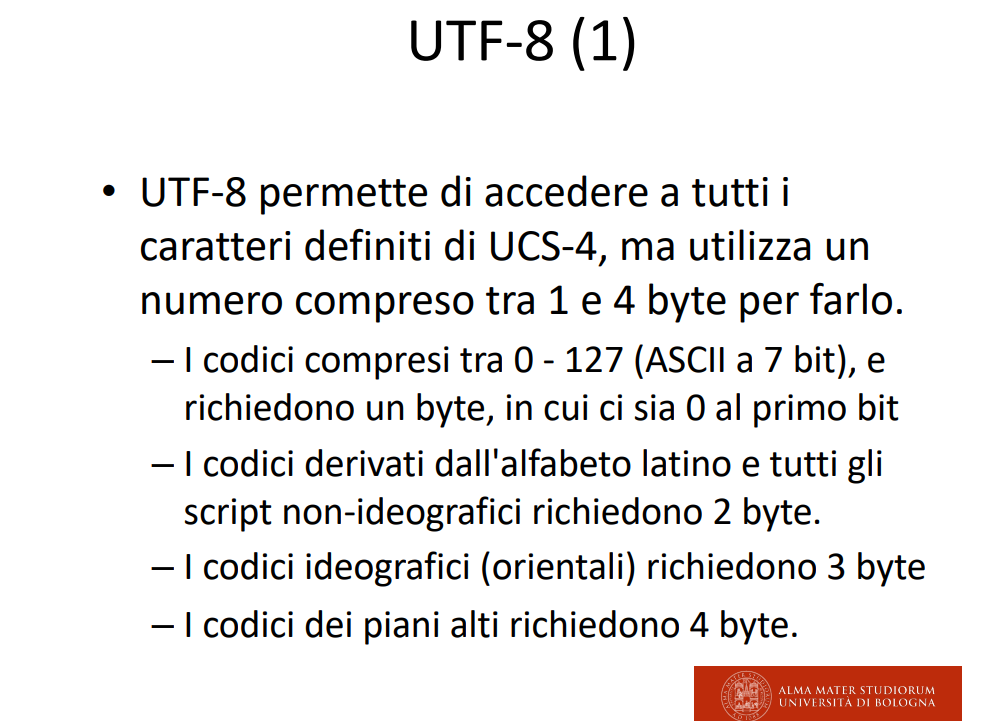 UTF-8 (1)
• UTF-8 permette di accedere a tutti i
caratteri definiti di UCS-4, ma utilizza un
numero compreso tra 1 e 4 byte per farlo.
– I codici compresi tra 0 - 127 (ASCII a 7 bit), e
richiedono un byte, in cui ci sia 0 al primo bit
– I codici derivati dall'alfabeto latino e tutti gli
script non-ideografici richiedono 2 byte.
– I codici ideografici (orientali) richiedono 3 byte
– I codici dei piani alti richiedono 4 byte.
ALMA MATER STUDIORUM
UNIVERSITÀ DI BOLOGNA